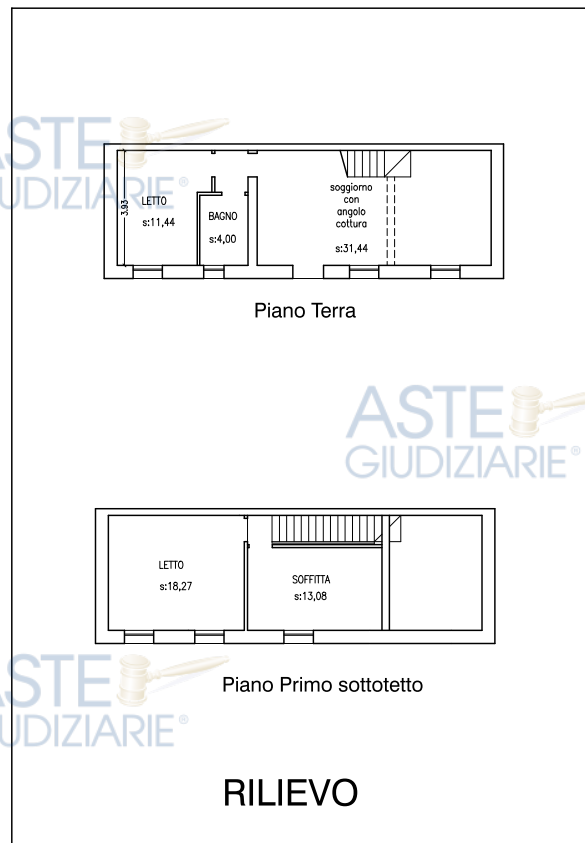 ASTE
GIUDIZIARIE®
LETTO
s:11,44
3.93
BAGNO
s:4,00
soggiorno
con
angolo
cottura
s:31,44
Piano Terra
ASTE
GIUDIZIARIE®
LETTO
s:18,27
SOFFITTA
s:13,08
ASTE
GIUDIZIARIE®
Piano Primo sottotetto
RILIEVO